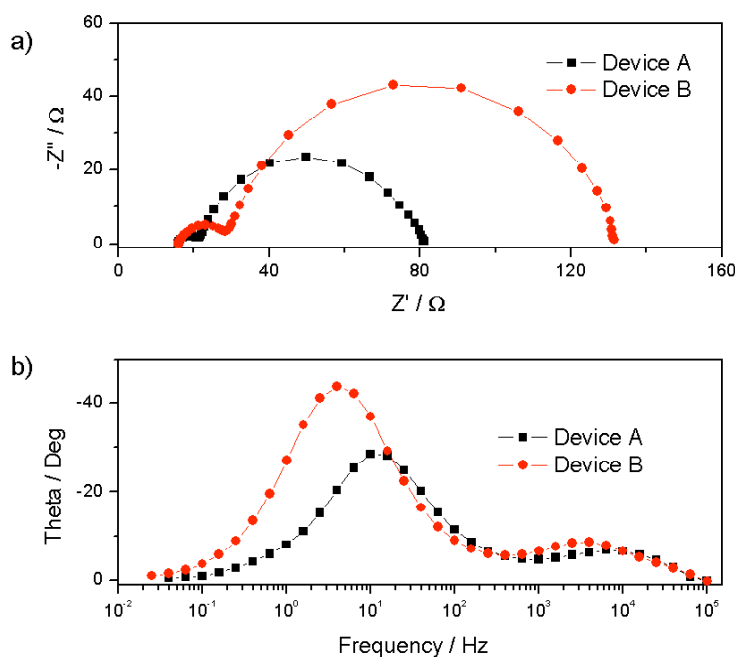 a)
60
40
20
0
-Z" / Ω
Device A
Device B
0 40 80 120 160
Z' / Ω
b)
-40
-20
0
Theta / Deg
Device A
Device B
10⁻² 10⁻¹ 10⁰ 10¹ 10² 10³ 10⁴ 10⁵
Frequency / Hz